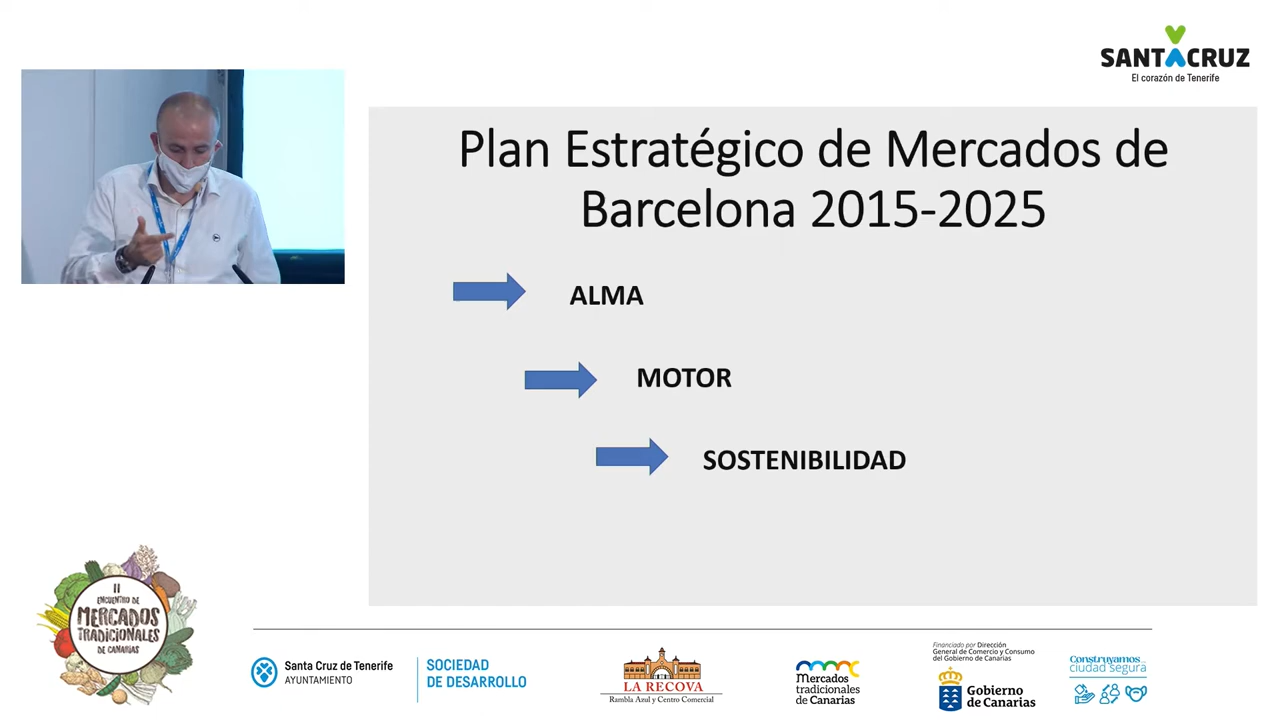 SANTACRUZ
El corazón de Tenerife
Plan Estratégico de Mercados de
Barcelona 2015-2025
ALMA
MOTOR
SOSTENIBILIDAD
II
ENCUENTRO DE
MERCADOS
TRADICIONALES
DE CANARIAS
Santa Cruz de Tenerife
AYUNTAMIENTO
SOCIEDAD
DE DESARROLLO
LA RECOVA
Rambla Azul y Centro Comercial
Mercados
tradicionales
de Canarias
Financiado por Dirección
General de Comercio y Consumo
del Gobierno de Canarias
Gobierno
de Canarias
Construyamos
ciudad segura